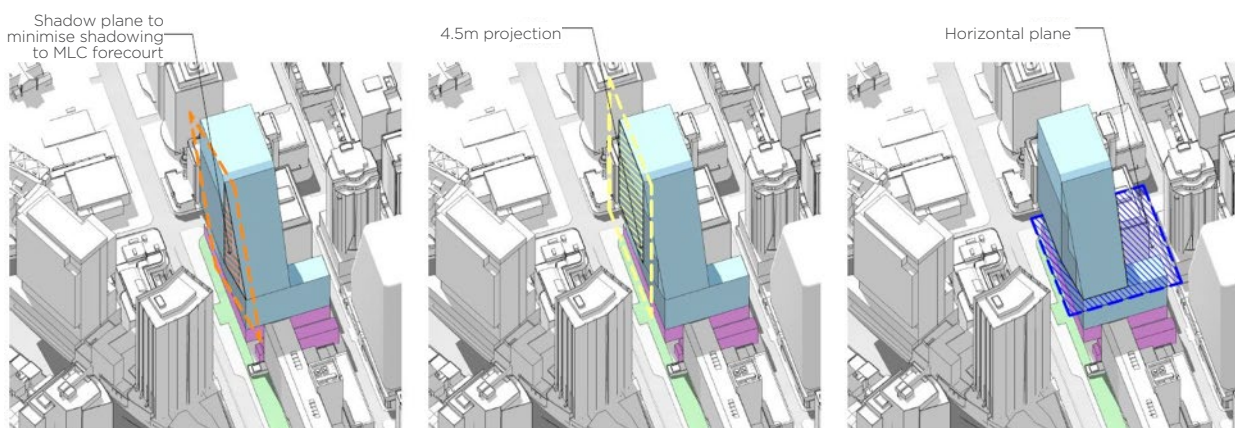 Shadow plane to
minimise shadowing
to MLC forecourt
4.5m projection
Horizontal plane